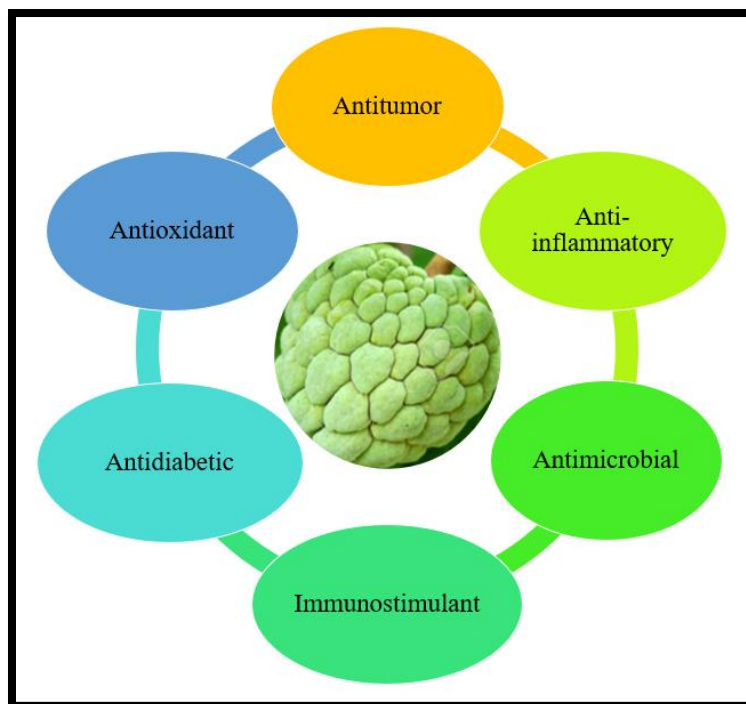 Antitumor
Anti-
inflammatory
Antimicrobial
Immunostimulant
Antidiabetic
Antioxidant